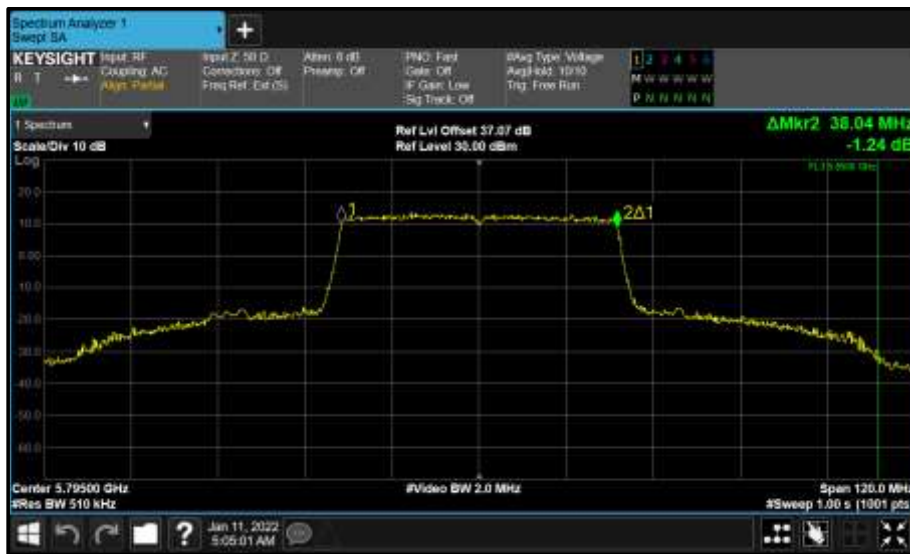 Spectrum Analyzer 1
Swept SA
+
KEYSIGHT
R T
Input: RF
Coupling: AC
Align: Partial
Input Z: 50 Ω
Corrections: Off
Freq Ref: Ext (S)
Atten: 6 dB
Preamp: Off
PNO: Fast
Gate: Off
IF Gain: Low
Sig Track: Off
#Avg Type: Voltage
Avg|Hold: 10/10
Trig: Free Run
1 2 3 4 5 6
M W W W W W
P N N N N N
1 Spectrum
Scale/Div 10 dB
Ref Lvl Offset 37.07 dB
Ref Level 30.00 dBm
ΔMkr2 38.04 MHz
-1.24 dB
Log
20.0
10.0
0.00
-10.0
-20.0
-30.0
-40.0
-50.0
-60.0
1
2Δ1
Center 5.79500 GHz
#Res BW 510 kHz
#Video BW 2.0 MHz
Span 120.0 MHz
#Sweep 1.00 s (1001 pts)
?
Jan 11, 2022
5:05:01 AM